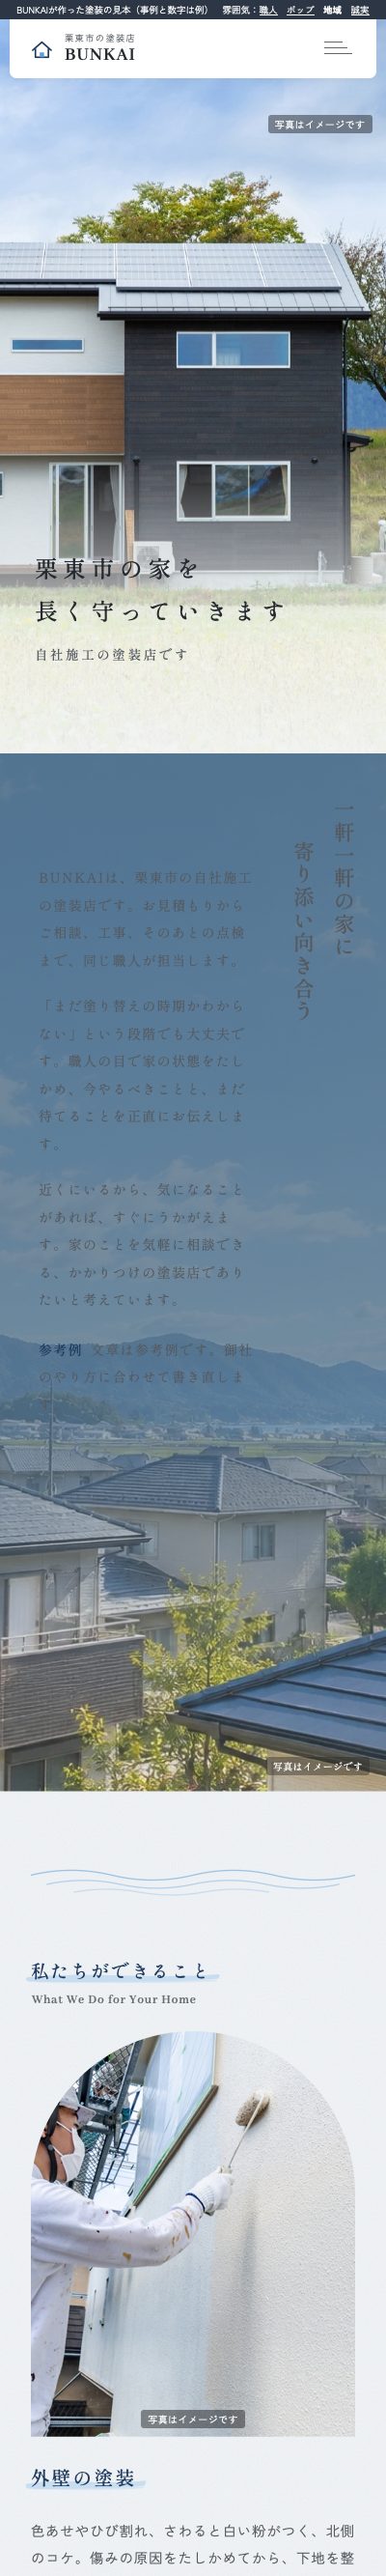 BUNKAIが作った塗装の見本（事例と数字は例） 雰囲気：職人 ポップ 地域 誠実
栗東市の塗装店
BUNKAI
写真はイメージです
栗東市の家を
長く守っていきます
自社施工の塗装店です
一軒一軒の家に
寄り添い向き合う
BUNKAIは、栗東市の自社施工
の塗装店です。お見積もりから
ご相談、工事、そのあとの点検
まで、同じ職人が担当します。
「まだ塗り替えの時期かわから
ない」という段階でも大丈夫で
す。職人の目で家の状態をたし
かめ、今やるべきことと、まだ
待てることを正直にお伝えしま
す。
近くにいるから、気になること
があれば、すぐにうかがえま
す。家のことを気軽に相談でき
る、かかりつけの塗装店であり
たいと考えています。
参考例 文章は参考例です。御社
のやり方に合わせて書き直しま
す。
写真はイメージです
私たちができること
What We Do for Your Home
写真はイメージです
外壁の塗装
色あせやひび割れ、さわると白い粉がつく、北側
のコケ。傷みの原因をたしかめてから、下地を整